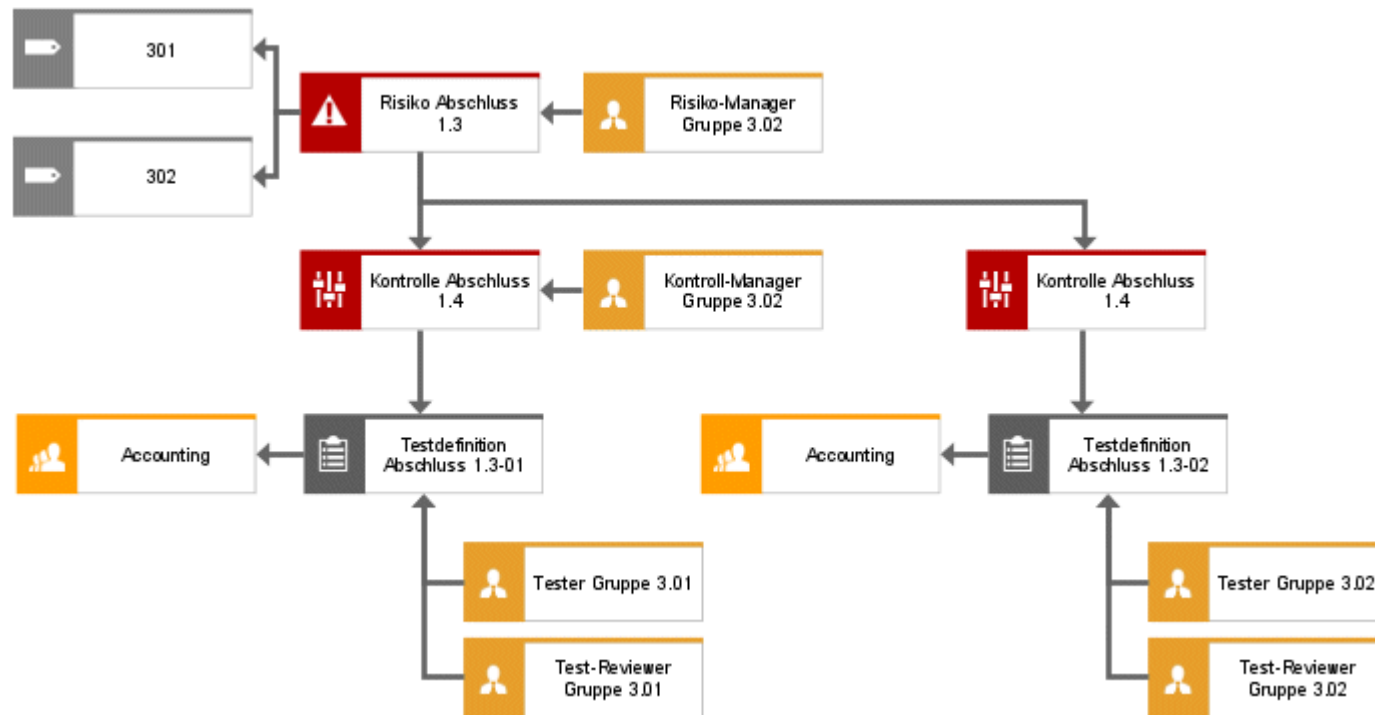 301
Risiko Abschluss
1.3
Risiko-Manager
Gruppe 3.02
302
Kontrolle Abschluss
1.4
Kontroll-Manager
Gruppe 3.02
Kontrolle Abschluss
1.4
Accounting
Testdefinition
Abschluss 1.3-01
Accounting
Testdefinition
Abschluss 1.3-02
Tester Gruppe 3.01
Tester Gruppe 3.02
Test-Reviewer
Gruppe 3.01
Test-Reviewer
Gruppe 3.02